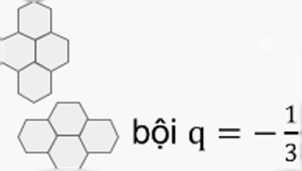 bội q = −1/3